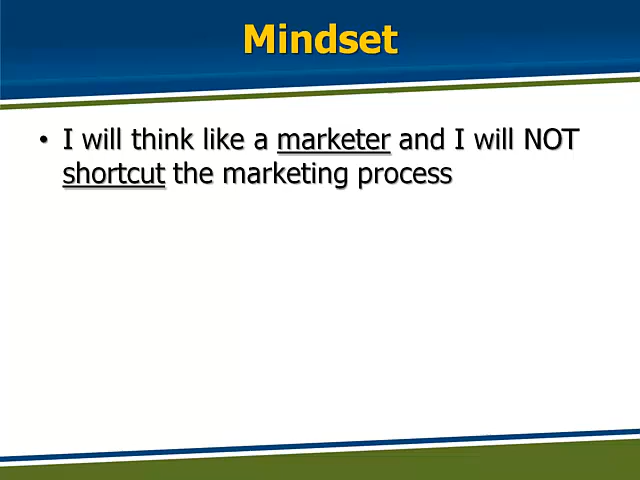 Mindset
• I will think like a marketer and I will NOT
shortcut the marketing process